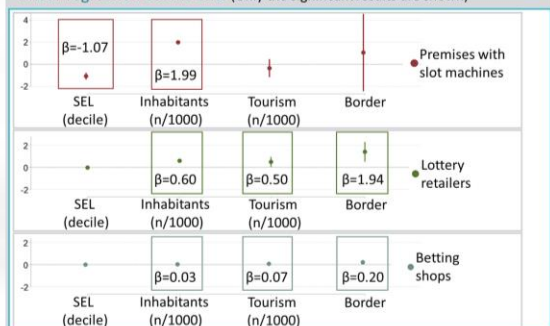 4
2
0
-2
β=-1.07
β=1.99
SEL
(decile)
Inhabitants
(n/1000)
Tourism
(n/1000)
Border
Premises with
slot machines
2
0
-2
β=0.60
β=0.50
β=1.94
SEL
(decile)
Inhabitants
(n/1000)
Tourism
(n/1000)
Border
Lottery
retailers
2
0
-2
β=0.03
β=0.07
β=0.20
SEL
(decile)
Inhabitants
(n/1000)
Tourism
(n/1000)
Border
Betting
shops